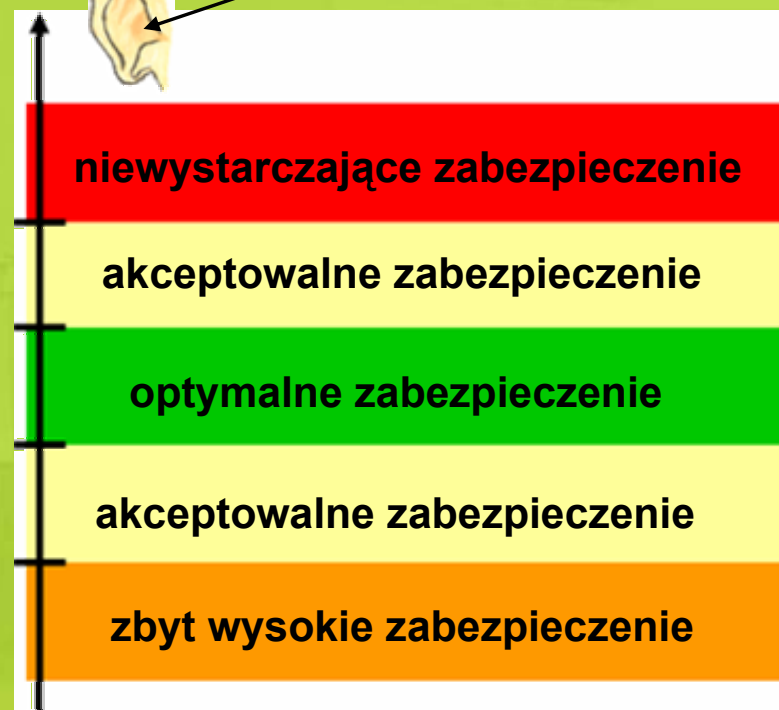 niewystarczające zabezpieczenie
akceptowalne zabezpieczenie
optymalne zabezpieczenie
akceptowalne zabezpieczenie
zbyt wysokie zabezpieczenie